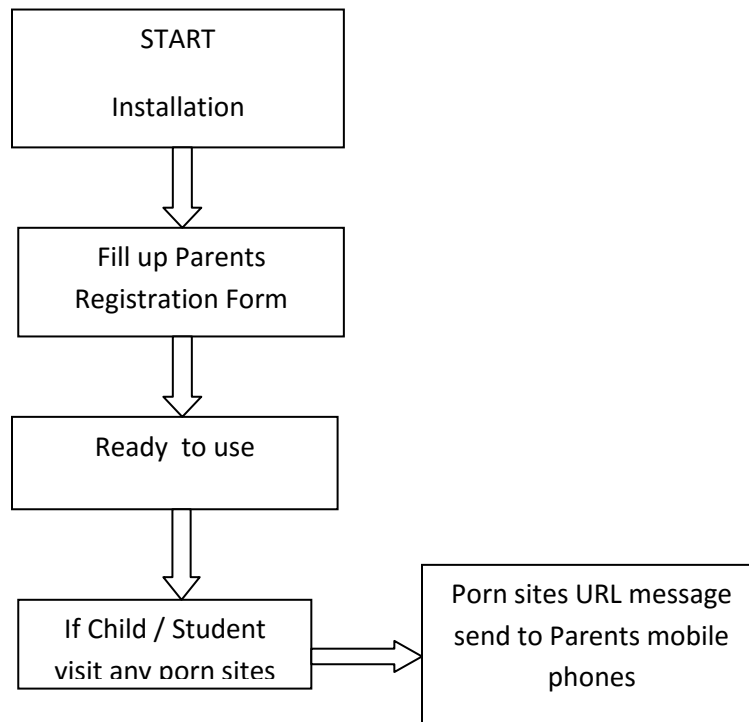 START
Installation
Fill up Parents
Registration Form
Ready to use
If Child / Student
visit any porn sites
Porn sites URL message
send to Parents mobile
phones